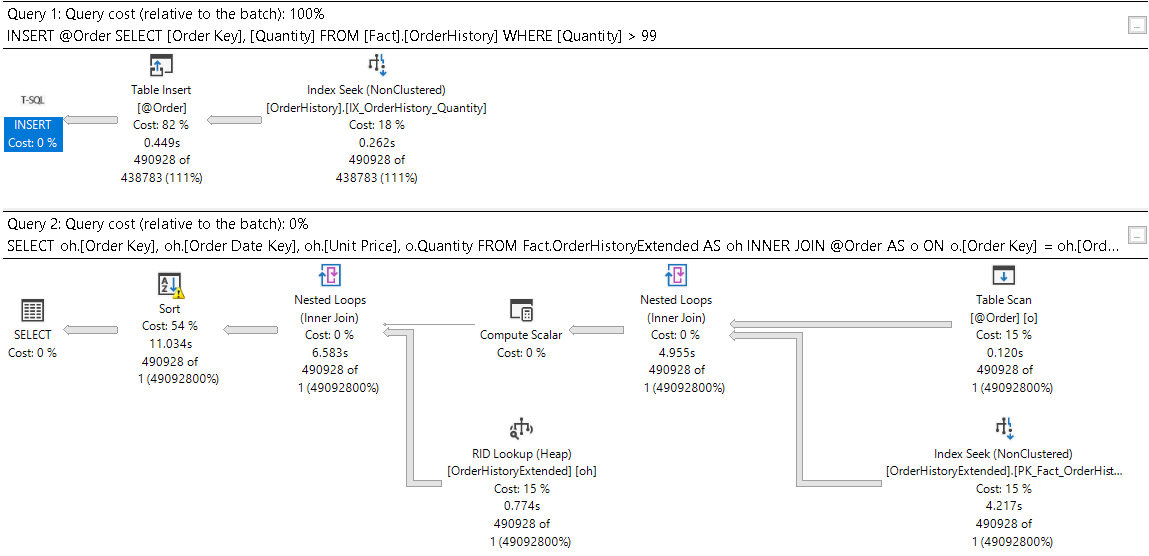 Query 1: Query cost (relative to the batch): 100%
INSERT @Order SELECT [Order Key], [Quantity] FROM [Fact].[OrderHistory] WHERE [Quantity] > 99
T-SQL
INSERT
Cost: 0 %
Table Insert
[@Order]
Cost: 82 %
0.449s
490928 of
438783 (111%)
Index Seek (NonClustered)
[OrderHistory].[IX_OrderHistory_Quantity]
Cost: 18 %
0.262s
490928 of
438783 (111%)
Query 2: Query cost (relative to the batch): 0%
SELECT oh.[Order Key], oh.[Order Date Key], oh.[Unit Price], o.Quantity FROM Fact.OrderHistoryExtended AS oh INNER JOIN @Order AS o ON o.[Order Key] = oh.[Ord...
SELECT
Cost: 0 %
Sort
Cost: 54 %
11.034s
490928 of
1 (49092800%)
Nested Loops
(Inner Join)
Cost: 0 %
6.583s
490928 of
1 (49092800%)
Compute Scalar
Cost: 0 %
Nested Loops
(Inner Join)
Cost: 0 %
4.955s
490928 of
1 (49092800%)
Table Scan
[@Order] [o]
Cost: 15 %
0.120s
490928 of
1 (49092800%)
RID Lookup (Heap)
[OrderHistoryExtended] [oh]
Cost: 15 %
0.774s
490928 of
1 (49092800%)
Index Seek (NonClustered)
[OrderHistoryExtended].[PK_Fact_OrderHist...
Cost: 15 %
4.217s
490928 of
1 (49092800%)